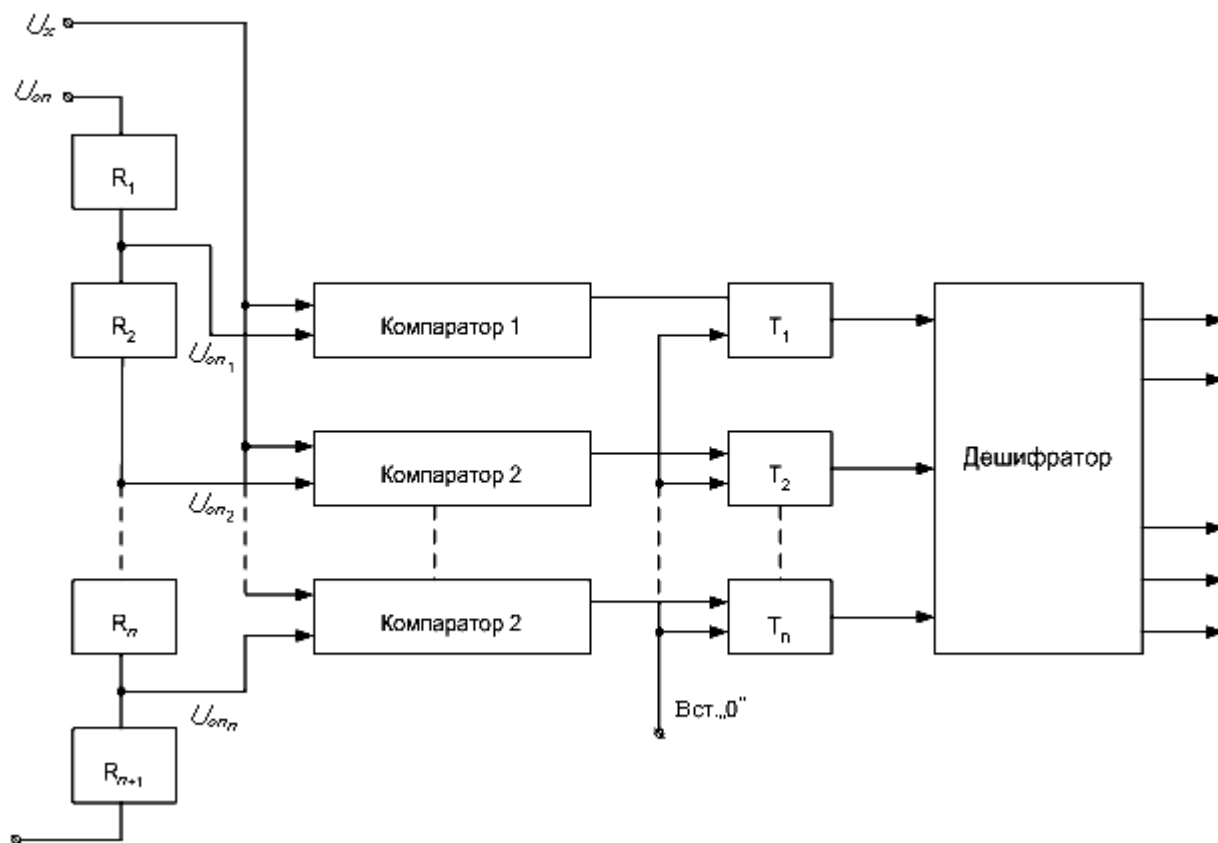 Ux
Uоп
R1
R2
Uоп1
Компаратор 1
T1
Компаратор 2
T2
Дешифратор
Uоп2
Rn
Компаратор 2
Tn
Uопn
Вст.„0"
Rn+1